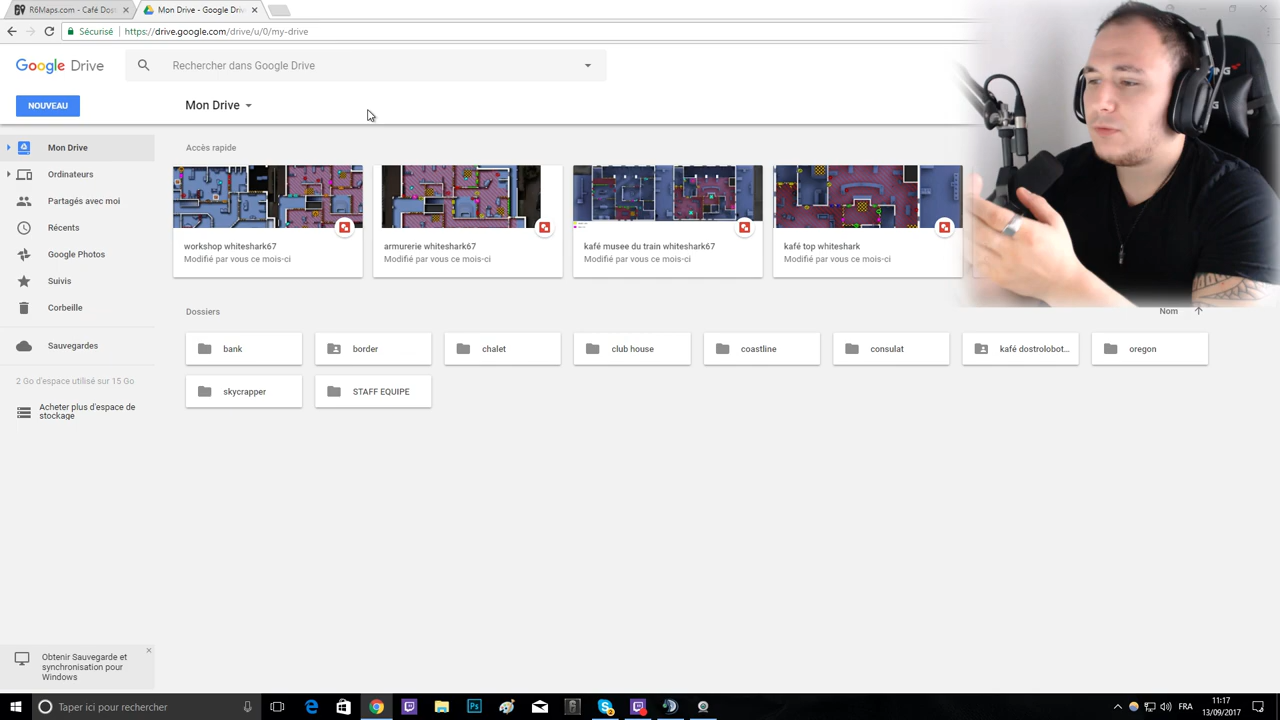 R6Maps.com - Café Dost
Mon Drive - Google Driv
Sécurisé
https://drive.google.com/drive/u/0/my-drive
Google Drive
Rechercher dans Google Drive
NOUVEAU
Mon Drive
Mon Drive
Ordinateurs
Partagés avec moi
Récents
Google Photos
Suivis
Corbeille
Sauvegardes
2 Go d'espace utilisé sur 15 Go
Acheter plus d'espace de
stockage
Accès rapide
workshop whiteshark67
Modifié par vous ce mois-ci
armurerie whiteshark67
Modifié par vous ce mois-ci
kafé musee du train whiteshark67
Modifié par vous ce mois-ci
kafé top whiteshark
Modifié par vous ce mois-ci
Dossiers
Nom
bank
border
chalet
club house
coastline
consulat
kafé dostrolobot...
oregon
skycrapper
STAFF EQUIPE
Obtenir Sauvegarde et
synchronisation pour
Windows
Taper ici pour rechercher
FRA
11:17
13/09/2017